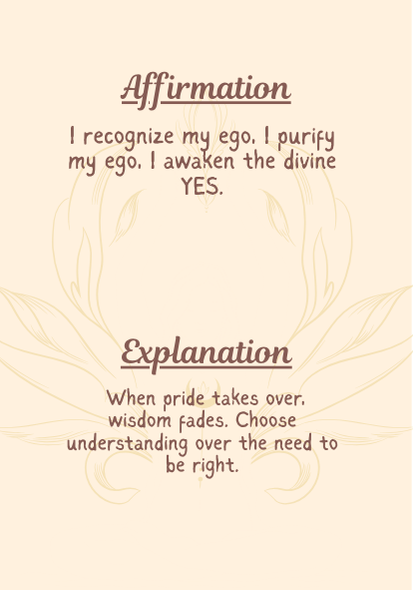 Affirmation
I recognize my ego, I purify
my ego, I awaken the divine
YES.
Explanation
When pride takes over,
wisdom fades. Choose
understanding over the need to
be right.